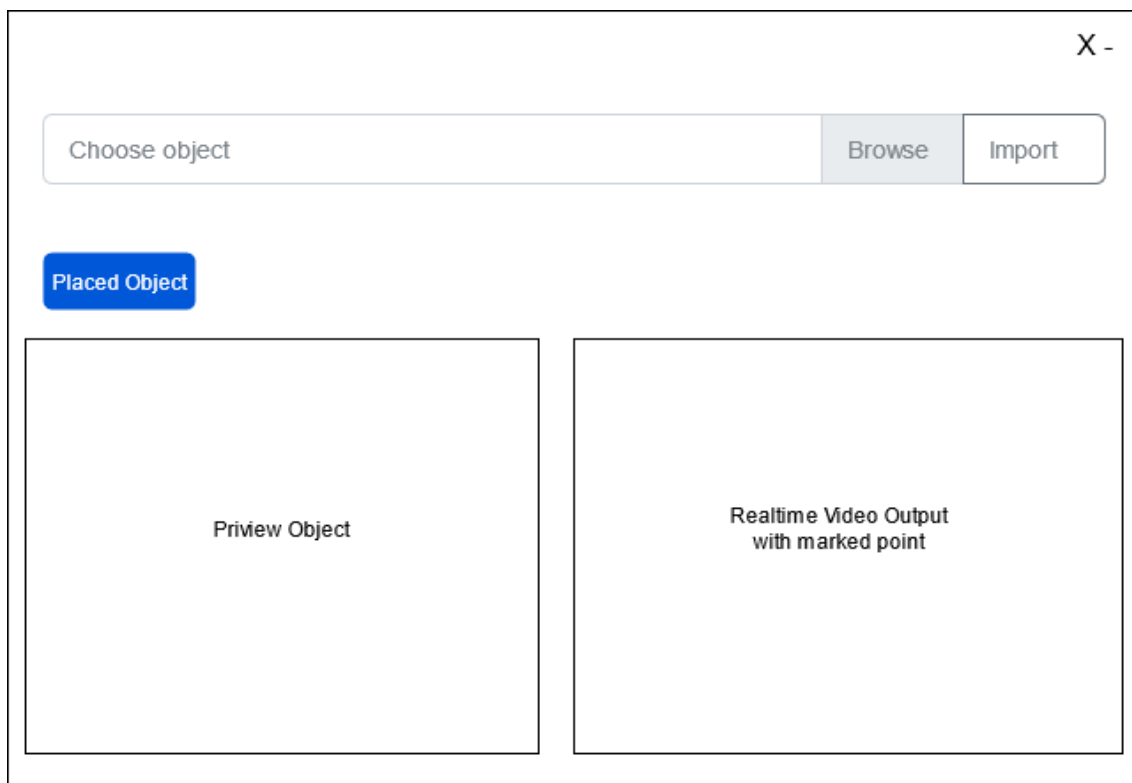 X -
Choose object
Browse
Import
Placed Object
Priview Object
Realtime Video Output
with marked point